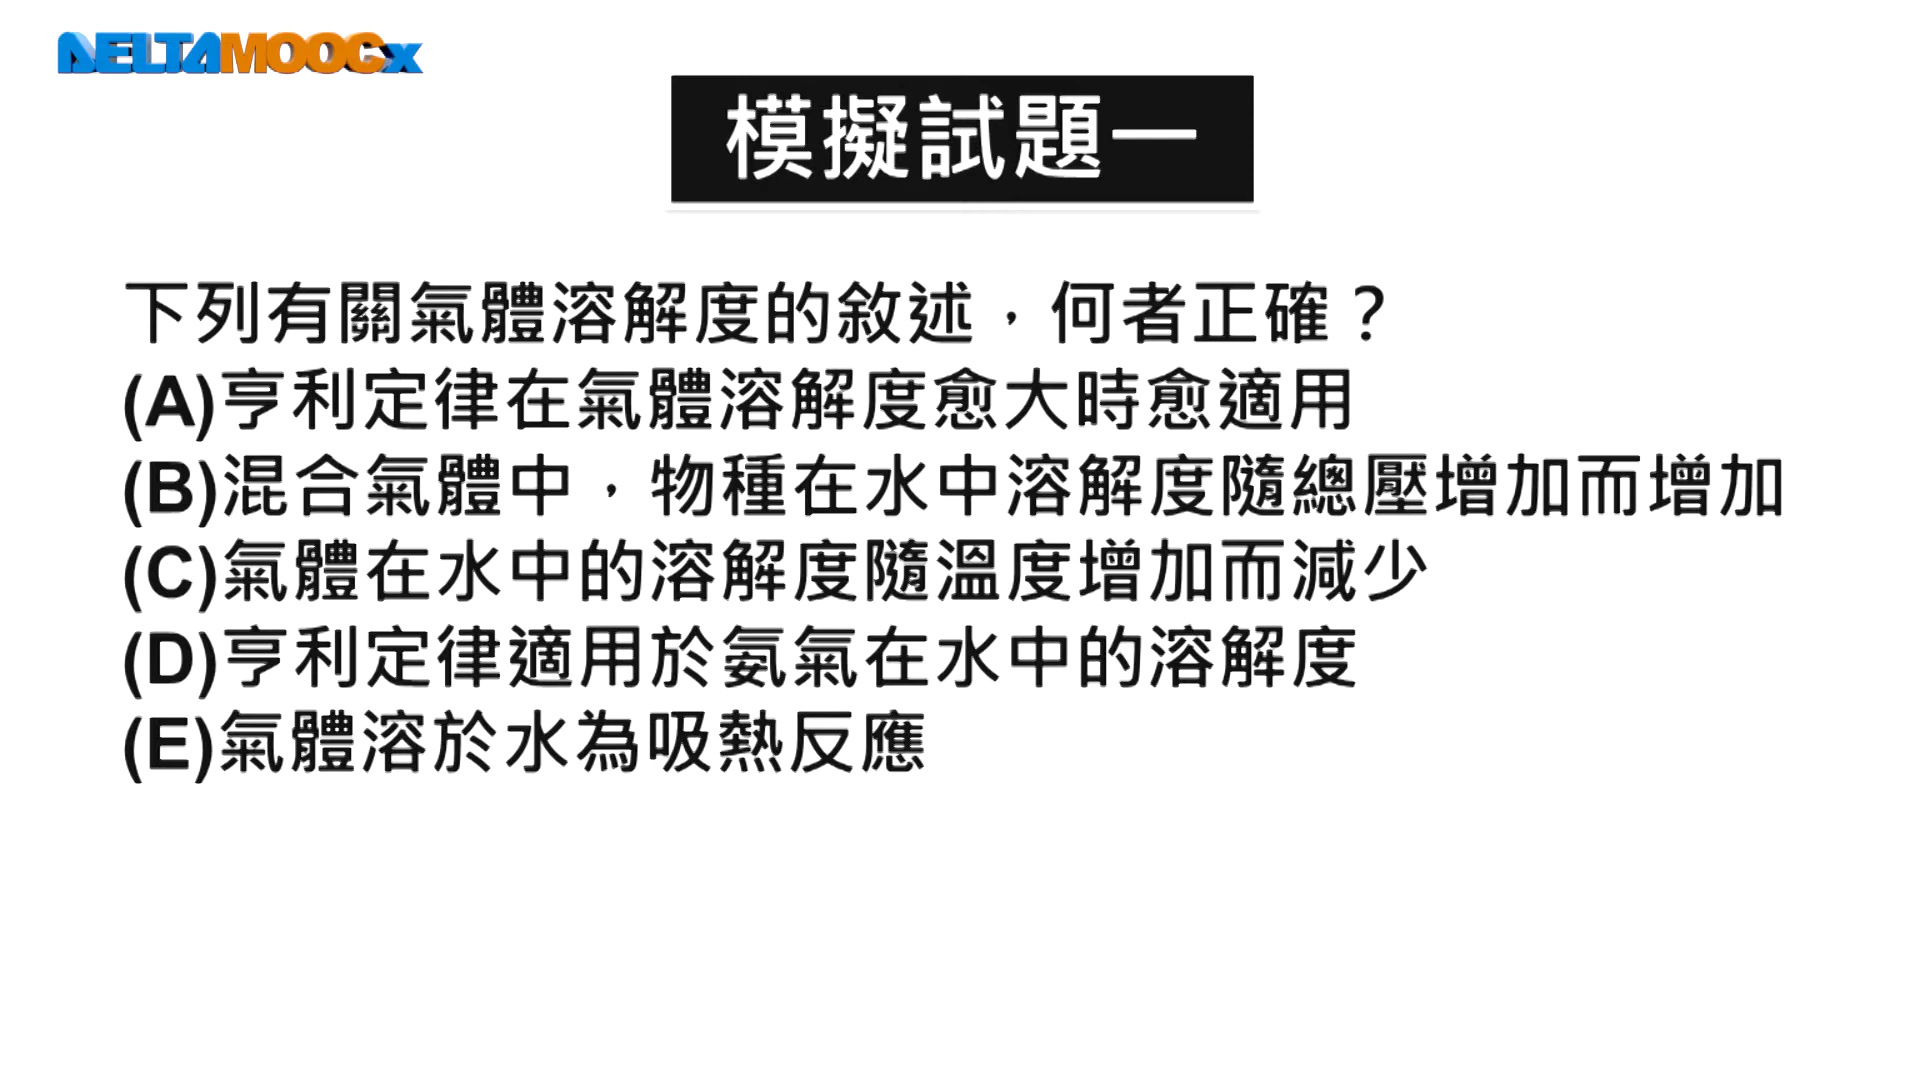 DELTAMOOCx
模擬試題一
下列有關氣體溶解度的敘述，何者正確？
(A)亨利定律在氣體溶解度愈大時愈適用
(B)混合氣體中，物種在水中溶解度隨總壓增加而增加
(C)氣體在水中的溶解度隨溫度增加而減少
(D)亨利定律適用於氨氣在水中的溶解度
(E)氣體溶於水為吸熱反應